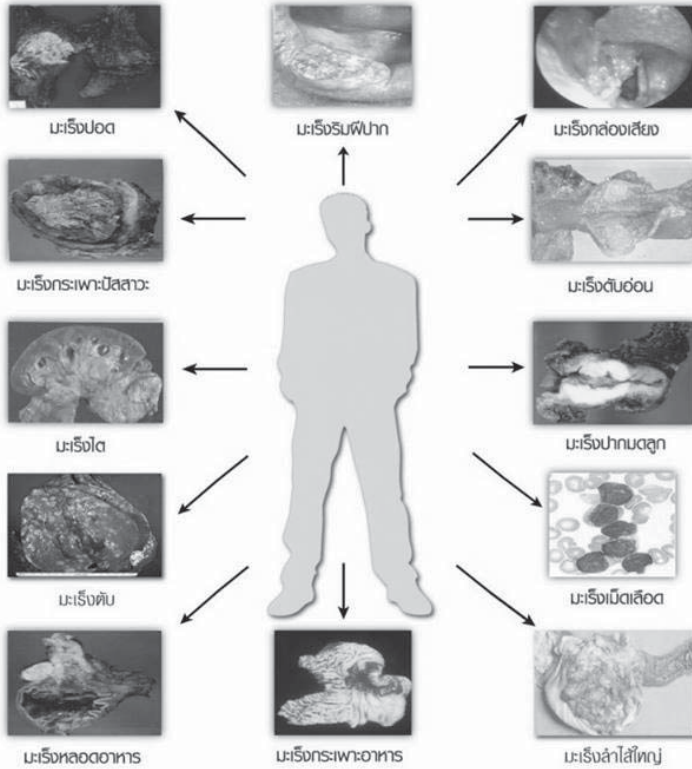 มะเร็งปอด
มะเร็งริมฝีปาก
มะเร็งกล่องเสียง
มะเร็งกระเพาะปัสสาวะ
มะเร็งตับอ่อน
มะเร็งไต
มะเร็งปากมดลูก
มะเร็งตับ
มะเร็งเม็ดเลือด
มะเร็งหลอดอาหาร
มะเร็งกระเพาะอาหาร
มะเร็งลำไส้ใหญ่